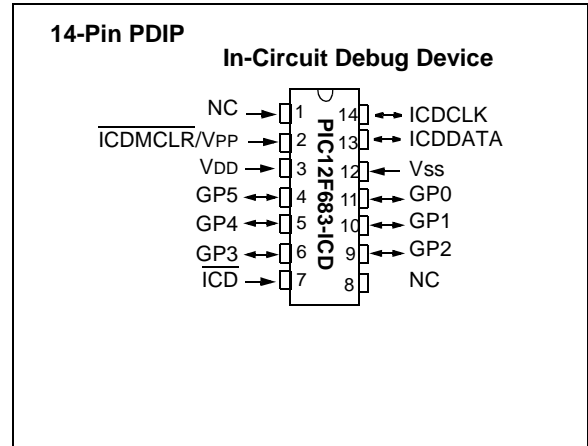 14-Pin PDIP
In-Circuit Debug Device
NC 1 14 ICDCLK
ICDMCLR/VPP 2 13 ICDDATA
VDD 3 12 Vss
GP5 4 11 GP0
GP4 5 10 GP1
GP3 6 9 GP2
ICD 7 8 NC
PIC12F683-ICD